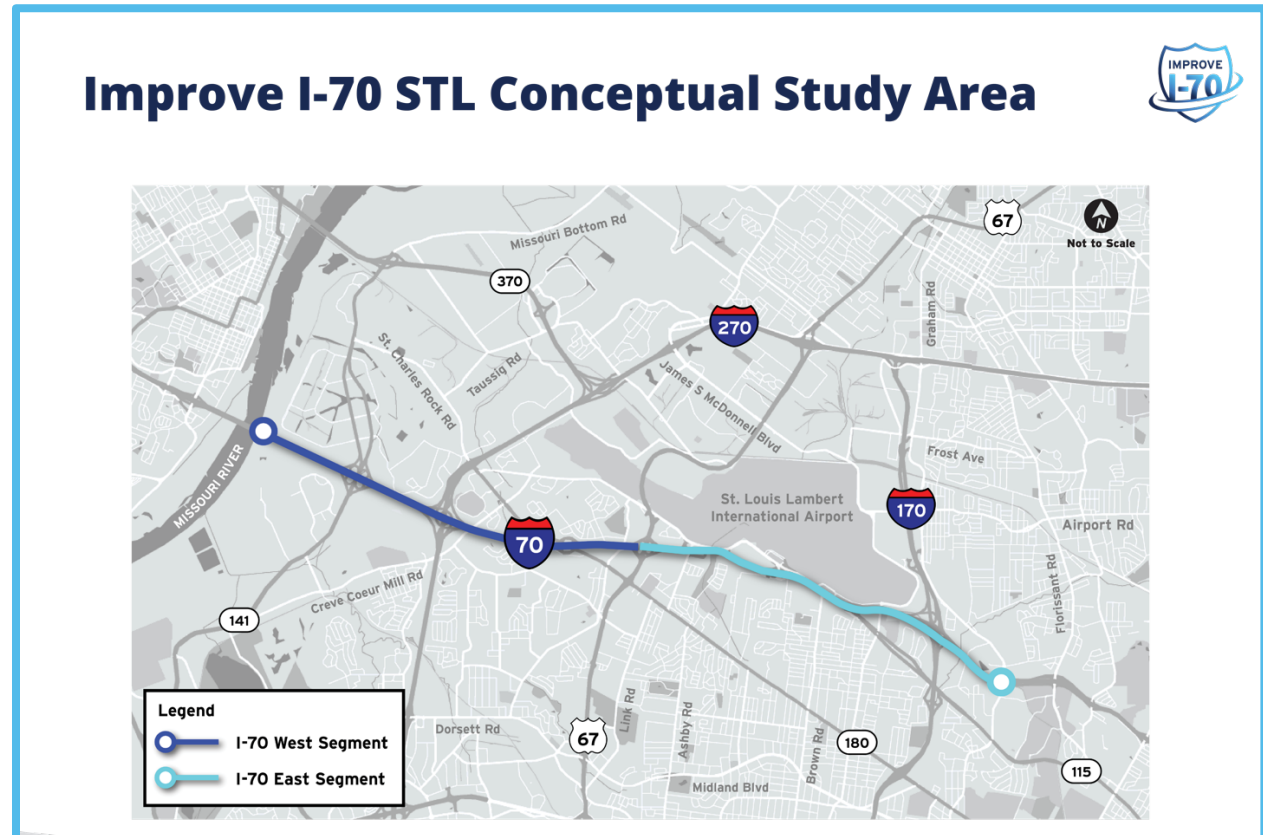 Improve I-70 STL Conceptual Study Area
IMPROVE
I-70
67
N
Not to Scale
Missouri Bottom Rd
370
Graham Rd
270
St. Charles Rock Rd
Taussig Rd
James S McDonnell Blvd
Frost Ave
MISSOURI RIVER
St. Louis Lambert
International Airport
170
Airport Rd
70
Florissant Rd
Creve Coeur Mill Rd
141
Legend
I-70 West Segment
I-70 East Segment
Dorsett Rd
67
Link Rd
Ashby Rd
Brown Rd
180
115
Midland Blvd